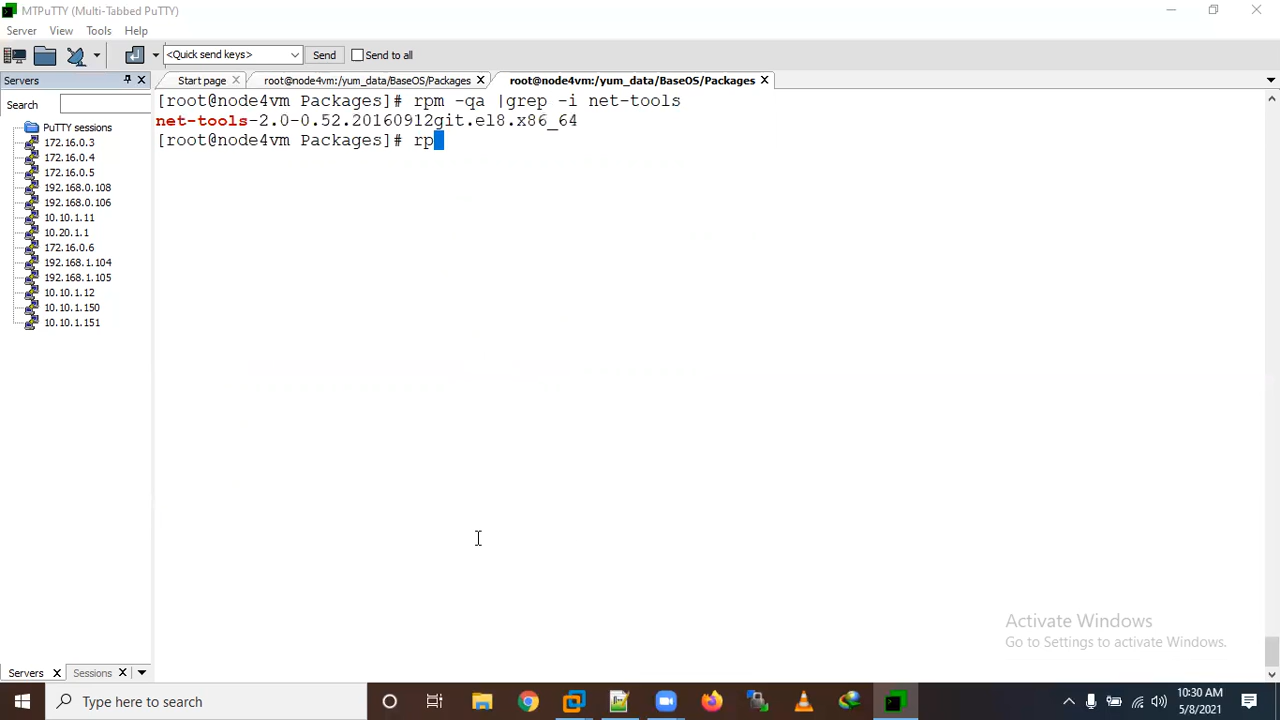 MTPuTTY (Multi-Tabbed PuTTY)
Server View Tools Help
<Quick send keys> Send Send to all
Servers
Start page root@node4vm:/yum_data/BaseOS/Packages root@node4vm:/yum_data/BaseOS/Packages
Search
PuTTY sessions
172.16.0.3
172.16.0.4
172.16.0.5
192.168.0.108
192.168.0.106
10.10.1.11
10.20.1.1
172.16.0.6
192.168.1.104
192.168.1.105
10.10.1.12
10.10.1.150
10.10.1.151
[root@node4vm Packages]# rpm -qa |grep -i net-tools
net-tools-2.0-0.52.20160912git.el8.x86_64
[root@node4vm Packages]# rp
Activate Windows
Go to Settings to activate Windows.
Servers Sessions
Type here to search
10:30 AM
5/8/2021